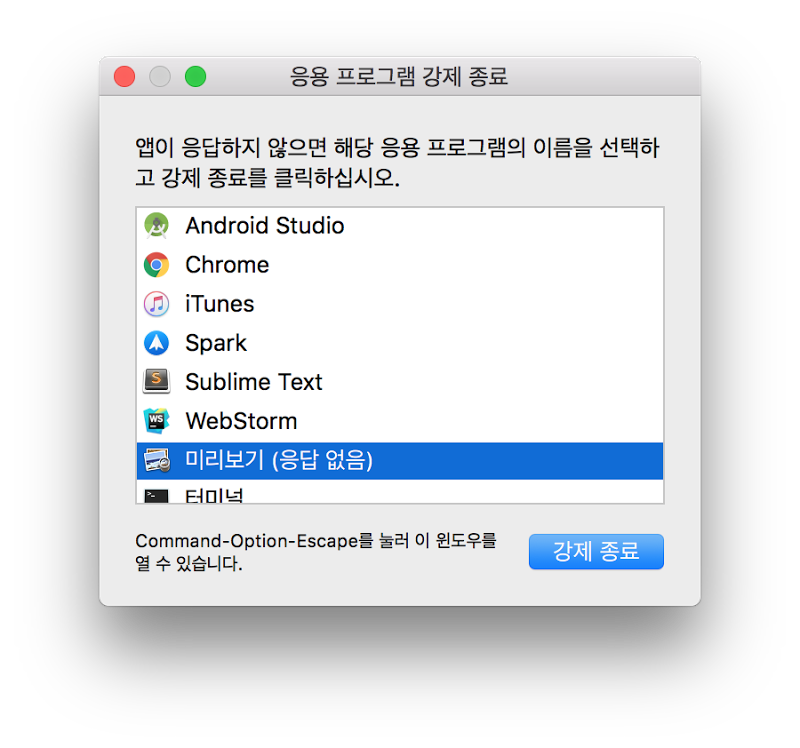 응용 프로그램 강제 종료
앱이 응답하지 않으면 해당 응용 프로그램의 이름을 선택하
고 강제 종료를 클릭하십시오.
Android Studio
Chrome
iTunes
Spark
Sublime Text
WebStorm
미리보기 (응답 없음)
터미널
Command-Option-Escape를 눌러 이 윈도우를
열 수 있습니다.
강제 종료